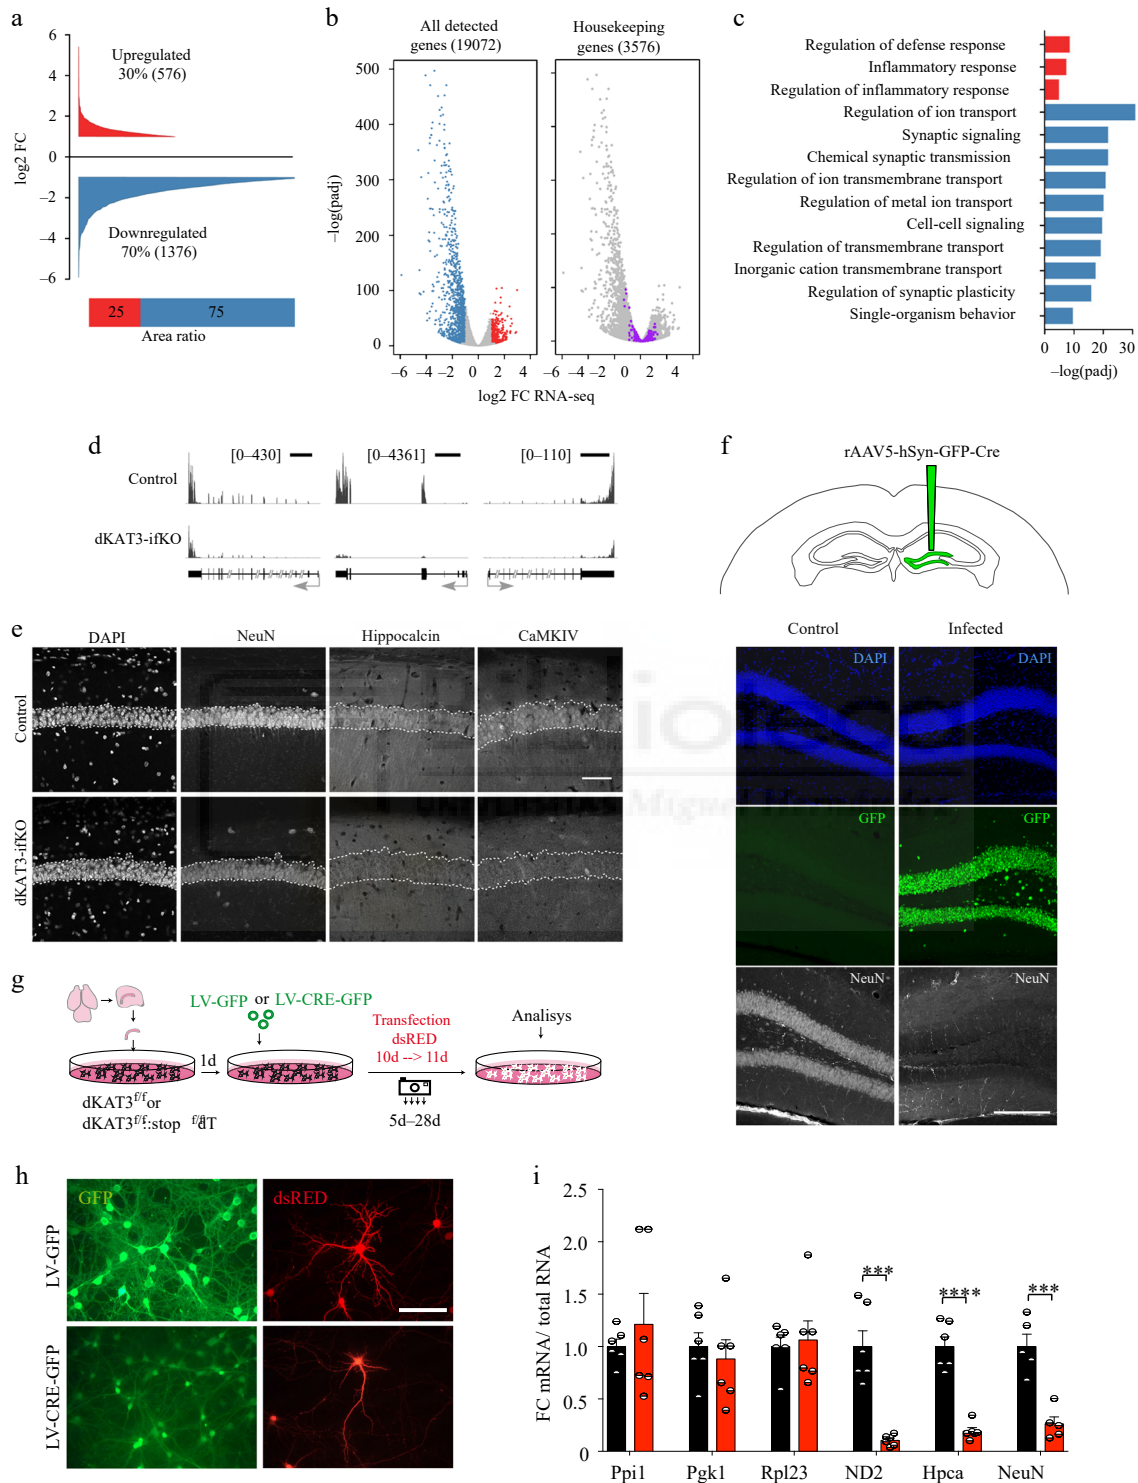 a
Upregulated
30% (576)
log2 FC
6
4
2
0
−2
−4
−6
Downregulated
70% (1376)
25
75
Area ratio
b
All detected
genes (19072)
Housekeeping
genes (3576)
−log(padj)
500
400
300
200
100
0
−6 −4 −2 0 2 4
−6 −4 −2 0 2 4
log2 FC RNA-seq
c
Regulation of defense response
Inflammatory response
Regulation of inflammatory response
Regulation of ion transport
Synaptic signaling
Chemical synaptic transmission
Regulation of ion transmembrane transport
Regulation of metal ion transport
Cell-cell signaling
Regulation of transmembrane transport
Inorganic cation transmembrane transport
Regulation of synaptic plasticity
Single-organism behavior
0 10 20 30
−log(padj)
d
[0–430]
[0–4361]
[0–110]
Control
dKAT3-ifKO
e
DAPI
NeuN
Hippocalcin
CaMKIV
Control
dKAT3-ifKO
f
rAAV5-hSyn-GFP-Cre
Control
Infected
DAPI
DAPI
GFP
GFP
NeuN
NeuN
g
LV-GFP or LV-CRE-GFP
1d
Transfection
dsRED
10d --> 11d
5d–28d
Analisys
dKAT3f/f or
dKAT3f/f::stop f/fdT
h
GFP
dsRED
LV-GFP
LV-CRE-GFP
i
FC mRNA/ total RNA
2.5
2.0
1.5
1.0
0.5
0
***
****
***
Ppi1
Pgk1
Rpl23
ND2
Hpca
NeuN